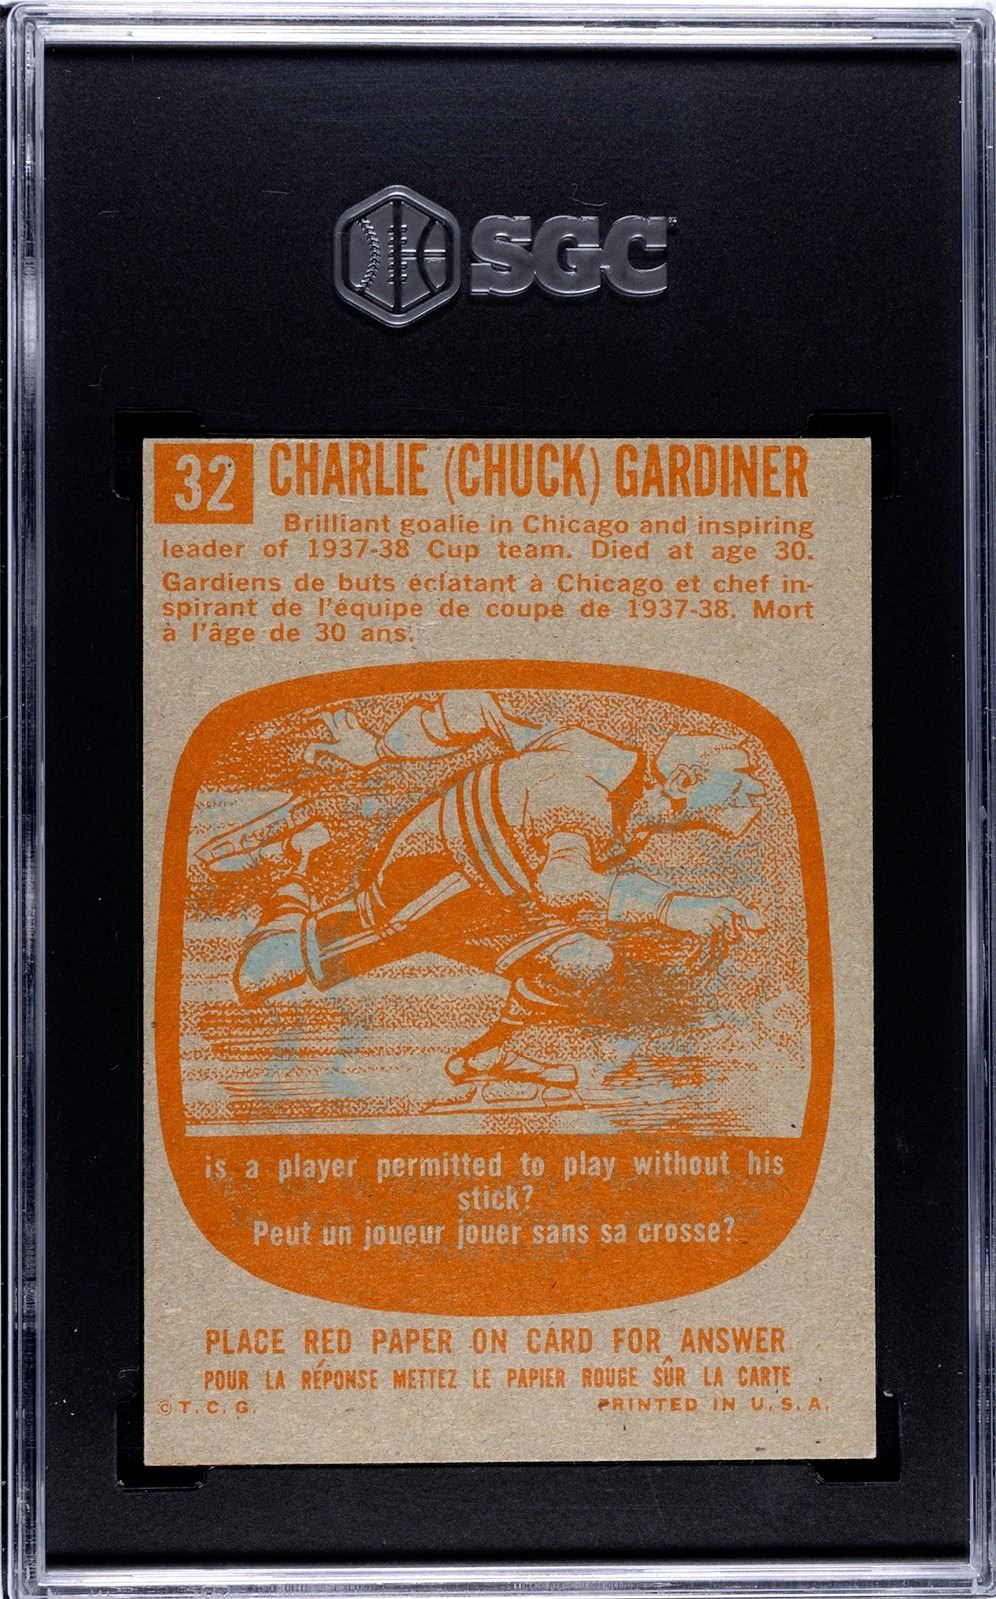 SGC
32 CHARLIE (CHUCK) GARDINER
Brilliant goalie in Chicago and inspiring
leader of 1937-38 Cup team. Died at age 30.
Gardiens de buts éclatant à Chicago et chef in-
spirant de l'équipe de coupe de 1937-38. Mort
à l'âge de 30 ans.
is a player permitted to play without his
stick?
Peut un joueur jouer sans sa crosse?
PLACE RED PAPER ON CARD FOR ANSWER
POUR LA RÉPONSE METTEZ LE PAPIER ROUGE SÛR LA CARTE
© T. C. G. PRINTED IN U. S. A.